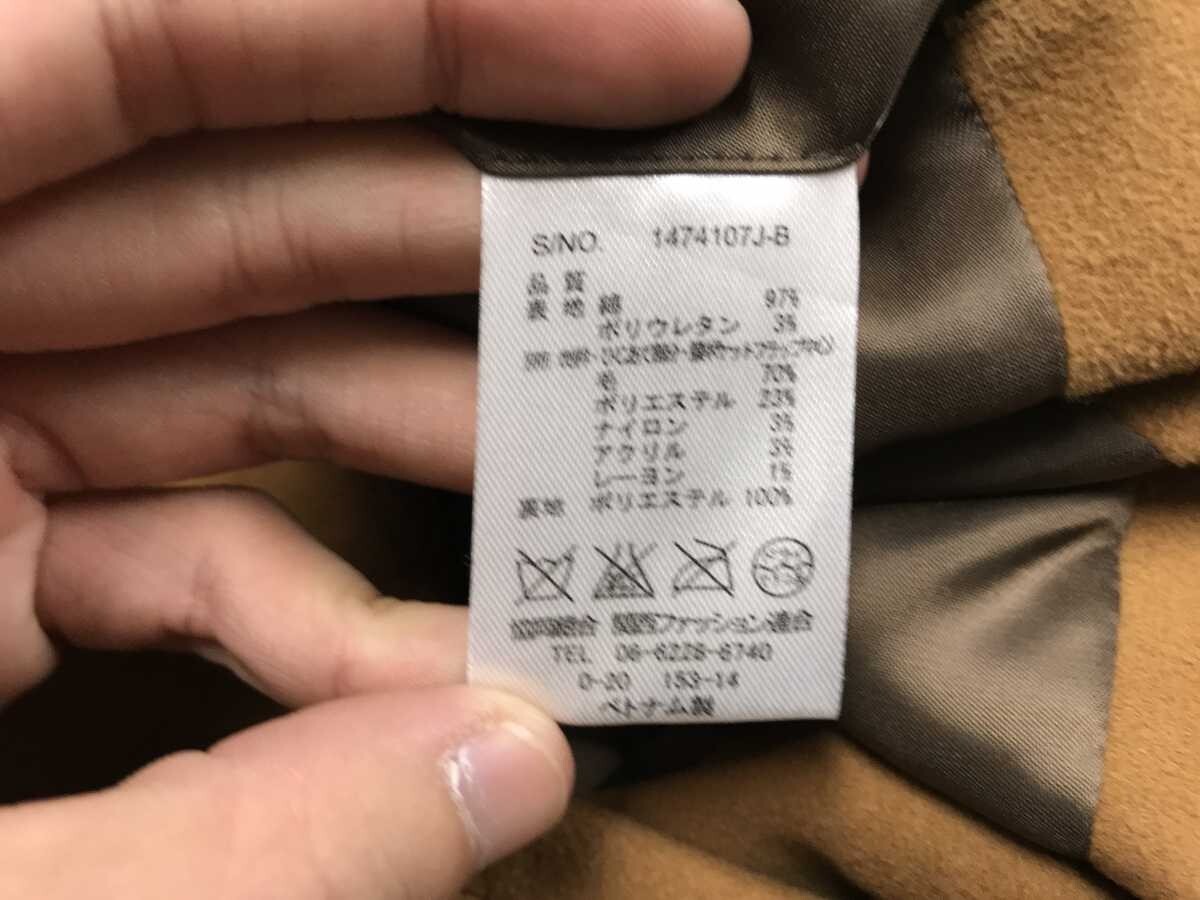 S/NO. 1474107J-B
品質
表地 綿 97%
ポリウレタン 3%
毛 70%
ポリエステル 23%
ナイロン 3%
アクリル 3%
レーヨン 1%
裏地 ポリエステル 100%
関西ファッション連合
TEL 06-6228-6740
0-20 153-14
ベトナム製